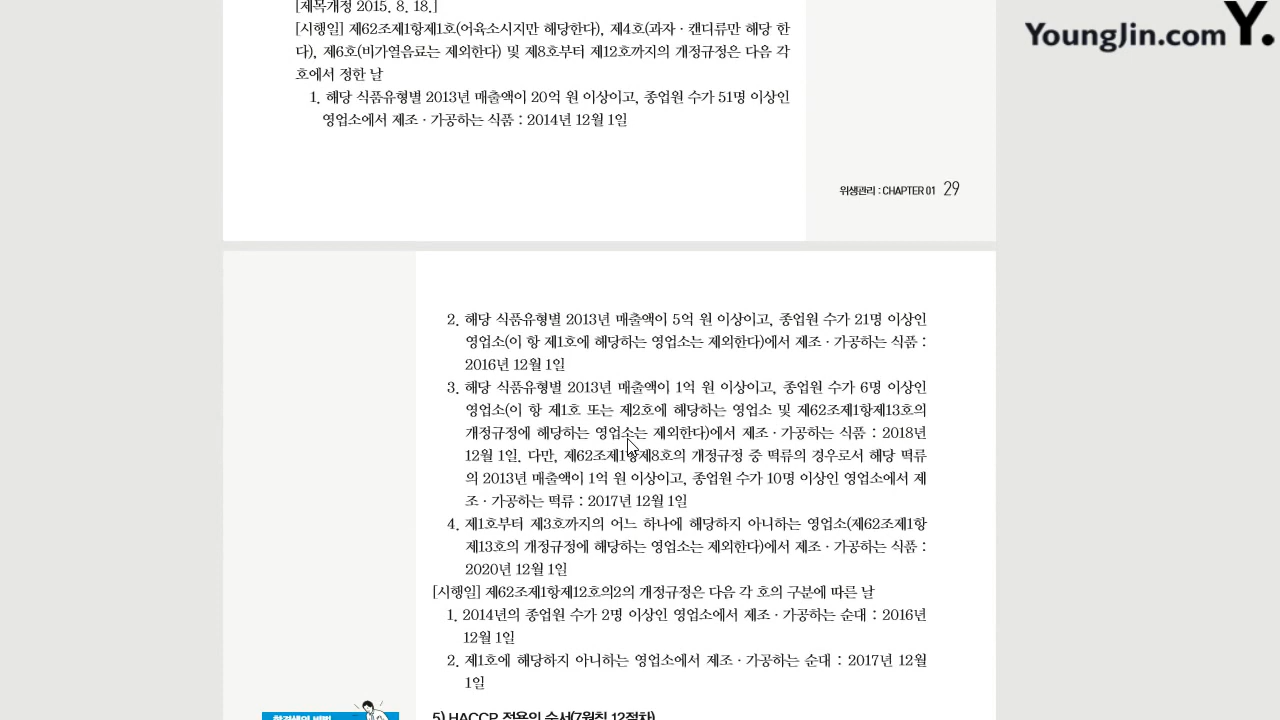 [제목개정 2015. 8. 18.]
YoungJin.com Y.
[시행일] 제62조제1항제1호(어육소시지만 해당한다), 제4호(과자 · 캔디류만 해당 한
다), 제6호(비가열음료는 제외한다) 및 제8호부터 제12호까지의 개정규정은 다음 각
호에서 정한 날
1. 해당 식품유형별 2013년 매출액이 20억 원 이상이고, 종업원 수가 51명 이상인
영업소에서 제조 · 가공하는 식품 : 2014년 12월 1일
위생관리 : CHAPTER 01 29
2. 해당 식품유형별 2013년 매출액이 5억 원 이상이고, 종업원 수가 21명 이상인
영업소(이 항 제1호에 해당하는 영업소는 제외한다)에서 제조 · 가공하는 식품 :
2016년 12월 1일
3. 해당 식품유형별 2013년 매출액이 1억 원 이상이고, 종업원 수가 6명 이상인
영업소(이 항 제1호 또는 제2호에 해당하는 영업소 및 제62조제1항제13호의
개정규정에 해당하는 영업소는 제외한다)에서 제조 · 가공하는 식품 : 2018년
12월 1일. 다만, 제62조제1항제8호의 개정규정 중 떡류의 경우로서 해당 떡류
의 2013년 매출액이 1억 원 이상이고, 종업원 수가 10명 이상인 영업소에서 제
조 · 가공하는 떡류 : 2017년 12월 1일
4. 제1호부터 제3호까지의 어느 하나에 해당하지 아니하는 영업소(제62조제1항
제13호의 개정규정에 해당하는 영업소는 제외한다)에서 제조 · 가공하는 식품 :
2020년 12월 1일
[시행일] 제62조제1항제12호의2의 개정규정은 다음 각 호의 구분에 따른 날
1. 2014년의 종업원 수가 2명 이상인 영업소에서 제조 · 가공하는 순대 : 2016년
12월 1일
2. 제1호에 해당하지 아니하는 영업소에서 제조 · 가공하는 순대 : 2017년 12월
1일
5) HACCP 적용의 순서(7원칙 12절차)